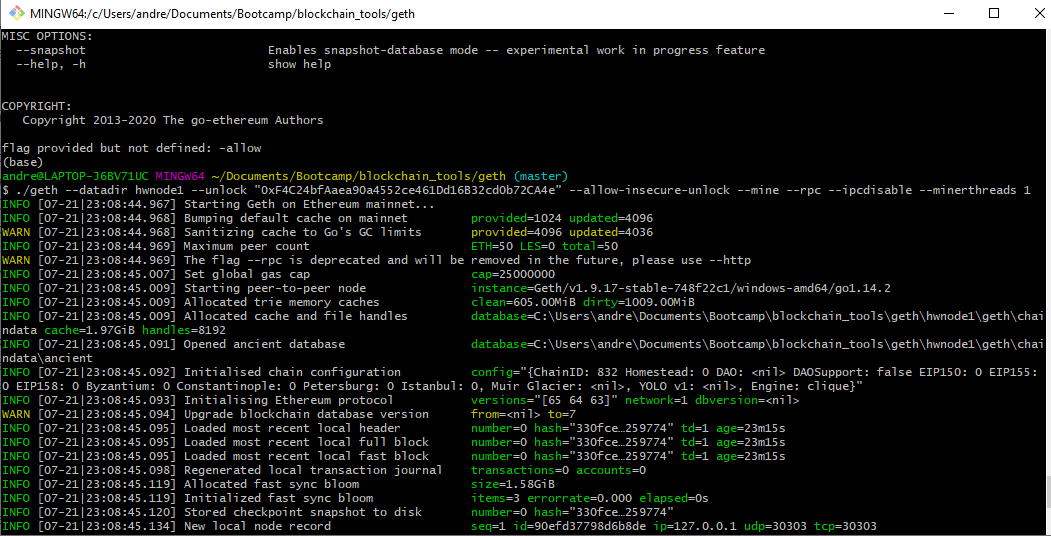 MINGW64:/c/Users/andre/Documents/Bootcamp/blockchain_tools/geth
MISC OPTIONS:
--snapshot Enables snapshot-database mode -- experimental work in progress feature
--help, -h show help
COPYRIGHT:
Copyright 2013-2020 The go-ethereum Authors
flag provided but not defined: -allow
(base)
andre@LAPTOP-J6BV71UC MINGW64 ~/Documents/Bootcamp/blockchain_tools/geth (master)
$ ./geth --datadir hwnode1 --unlock "0xF4C24bfAaea90a4552ce461Dd16B32cd0b72CA4e" --allow-insecure-unlock --mine --rpc --ipcdisable --minerthreads 1
INFO [07-21|23:08:44.967] Starting Geth on Ethereum mainnet...
INFO [07-21|23:08:44.968] Bumping default cache on mainnet provided=1024 updated=4096
WARN [07-21|23:08:44.968] Sanitizing cache to Go's GC limits provided=4096 updated=4036
INFO [07-21|23:08:44.969] Maximum peer count ETH=50 LES=0 total=50
WARN [07-21|23:08:44.969] The flag --rpc is deprecated and will be removed in the future, please use --http
INFO [07-21|23:08:45.007] Set global gas cap cap=25000000
INFO [07-21|23:08:45.009] Starting peer-to-peer node instance=Geth/v1.9.17-stable-748f22c1/windows-amd64/go1.14.2
INFO [07-21|23:08:45.009] Allocated trie memory caches clean=605.00MiB dirty=1009.00MiB
INFO [07-21|23:08:45.009] Allocated cache and file handles database=C:\Users\andre\Documents\Bootcamp\blockchain_tools\geth\hwnode1\geth\chai
ndata cache=1.97GiB handles=8192
INFO [07-21|23:08:45.091] Opened ancient database database=C:\Users\andre\Documents\Bootcamp\blockchain_tools\geth\hwnode1\geth\chai
ndata\ancient
INFO [07-21|23:08:45.092] Initialised chain configuration config="{ChainID: 832 Homestead: 0 DAO: <nil> DAOSupport: false EIP150: 0 EIP155:
0 EIP158: 0 Byzantium: 0 Constantinople: 0 Petersburg: 0 Istanbul: 0, Muir Glacier: <nil>, YOLO v1: <nil>, Engine: clique}"
INFO [07-21|23:08:45.093] Initialising Ethereum protocol versions="[65 64 63]" network=1 dbversion=<nil>
WARN [07-21|23:08:45.094] Upgrade blockchain database version from=<nil> to=7
INFO [07-21|23:08:45.095] Loaded most recent local header number=0 hash="330fce…259774" td=1 age=23m15s
INFO [07-21|23:08:45.095] Loaded most recent local full block number=0 hash="330fce…259774" td=1 age=23m15s
INFO [07-21|23:08:45.095] Loaded most recent local fast block number=0 hash="330fce…259774" td=1 age=23m15s
INFO [07-21|23:08:45.098] Regenerated local transaction journal transactions=0 accounts=0
INFO [07-21|23:08:45.119] Allocated fast sync bloom size=1.58GiB
INFO [07-21|23:08:45.119] Initialized fast sync bloom items=3 errorrate=0.000 elapsed=0s
INFO [07-21|23:08:45.120] Stored checkpoint snapshot to disk number=0 hash="330fce…259774"
INFO [07-21|23:08:45.134] New local node record seq=1 id=90efd37798d6b8de ip=127.0.0.1 udp=30303 tcp=30303